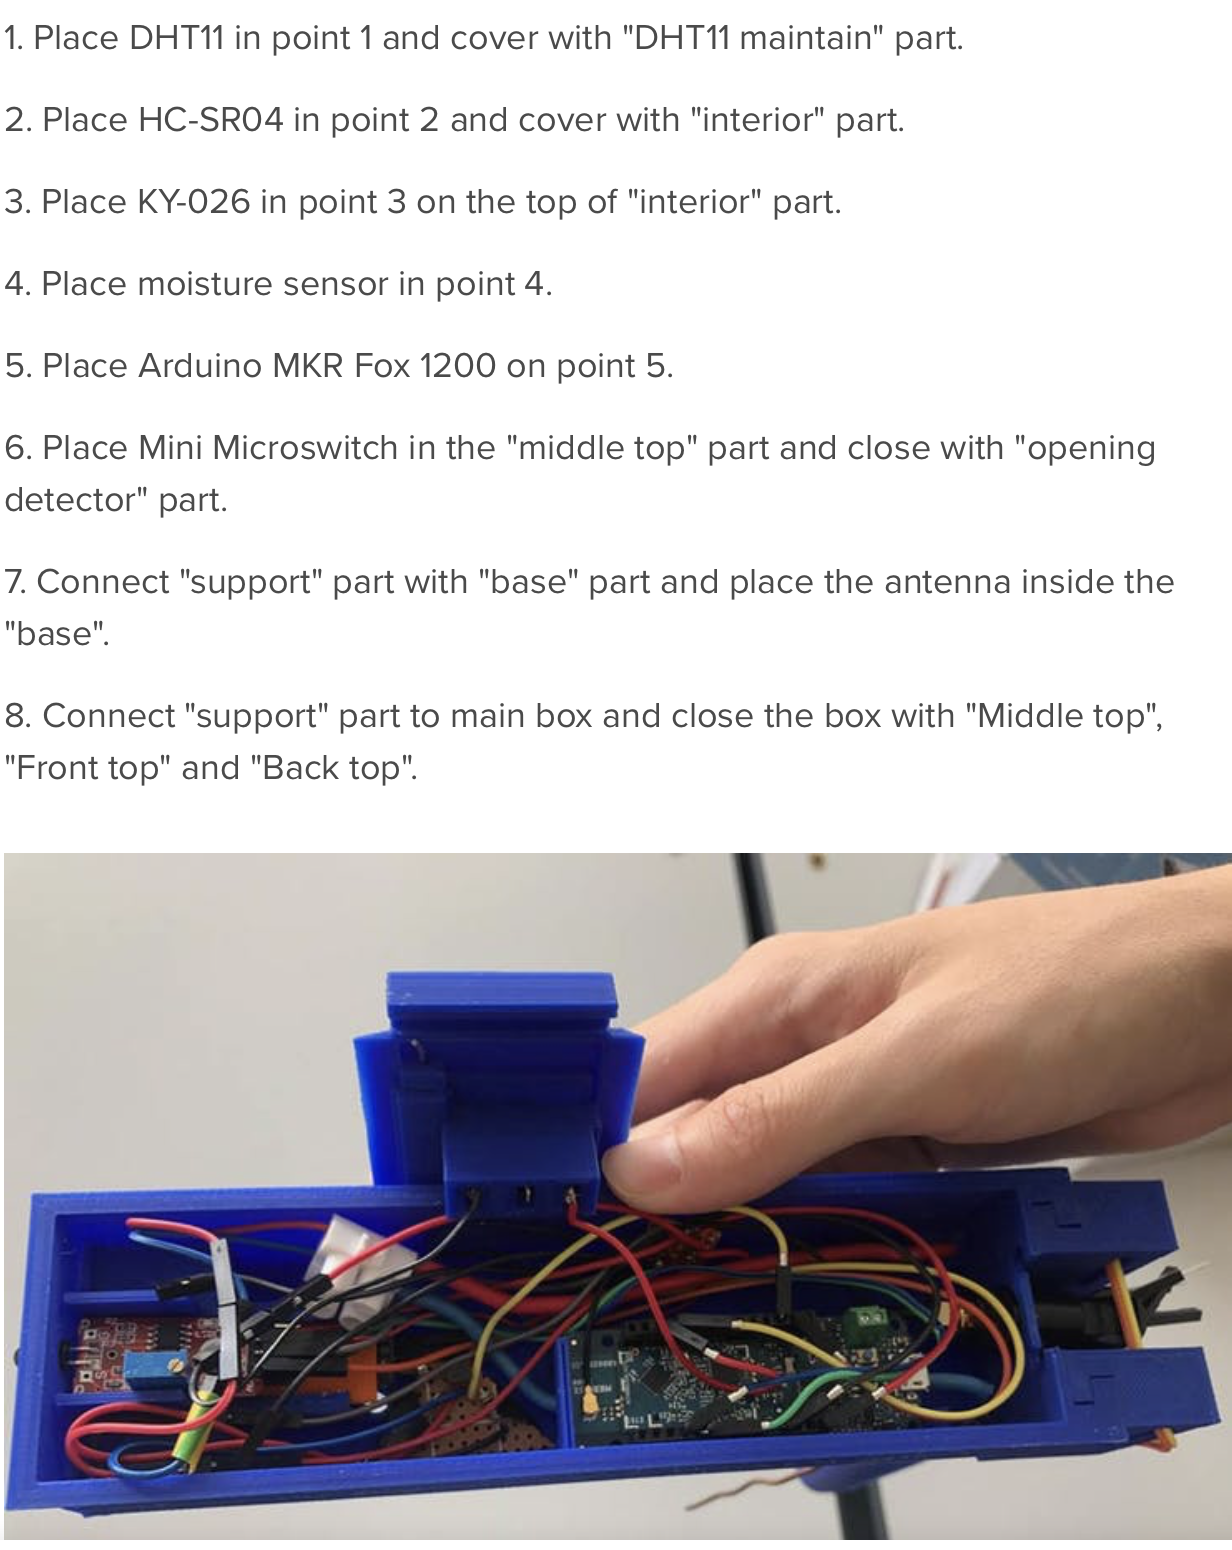 1. Place DHT11 in point 1 and cover with "DHT11 maintain" part.
2. Place HC-SR04 in point 2 and cover with "interior" part.
3. Place KY-026 in point 3 on the top of "interior" part.
4. Place moisture sensor in point 4.
5. Place Arduino MKR Fox 1200 on point 5.
6. Place Mini Microswitch in the "middle top" part and close with "opening
detector" part.
7. Connect "support" part with "base" part and place the antenna inside the
"base".
8. Connect "support" part to main box and close the box with "Middle top",
"Front top" and "Back top".